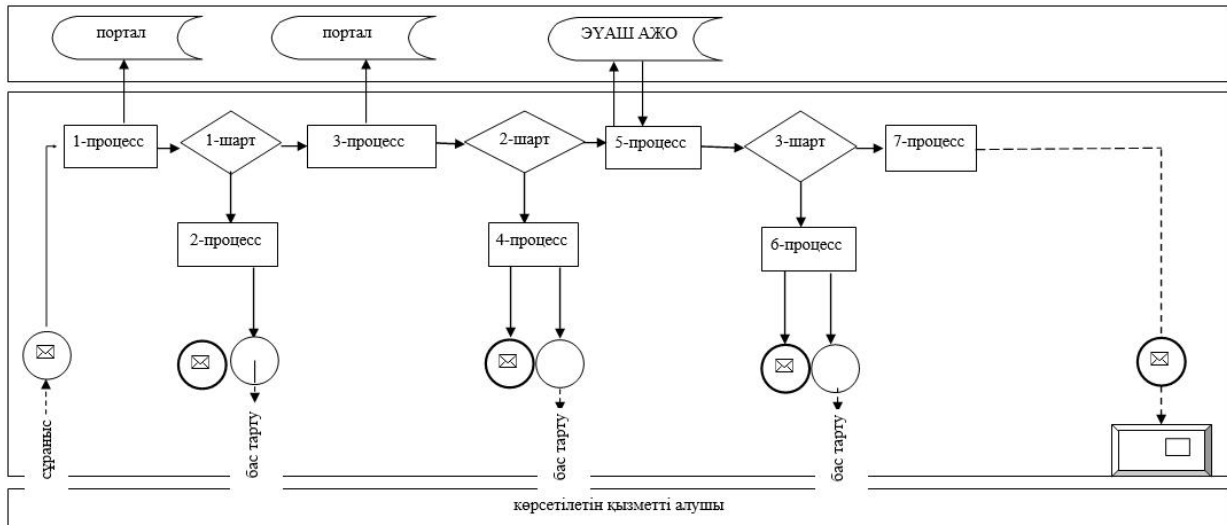 портал
портал
ЭҮАШ АЖО
1-процесс
1-шарт
3-процесс
2-шарт
5-процесс
3-шарт
7-процесс
2-процесс
4-процесс
6-процесс
сұраныс
бас тарту
бас тарту
бас тарту
көрсетілетін қызметті алушы